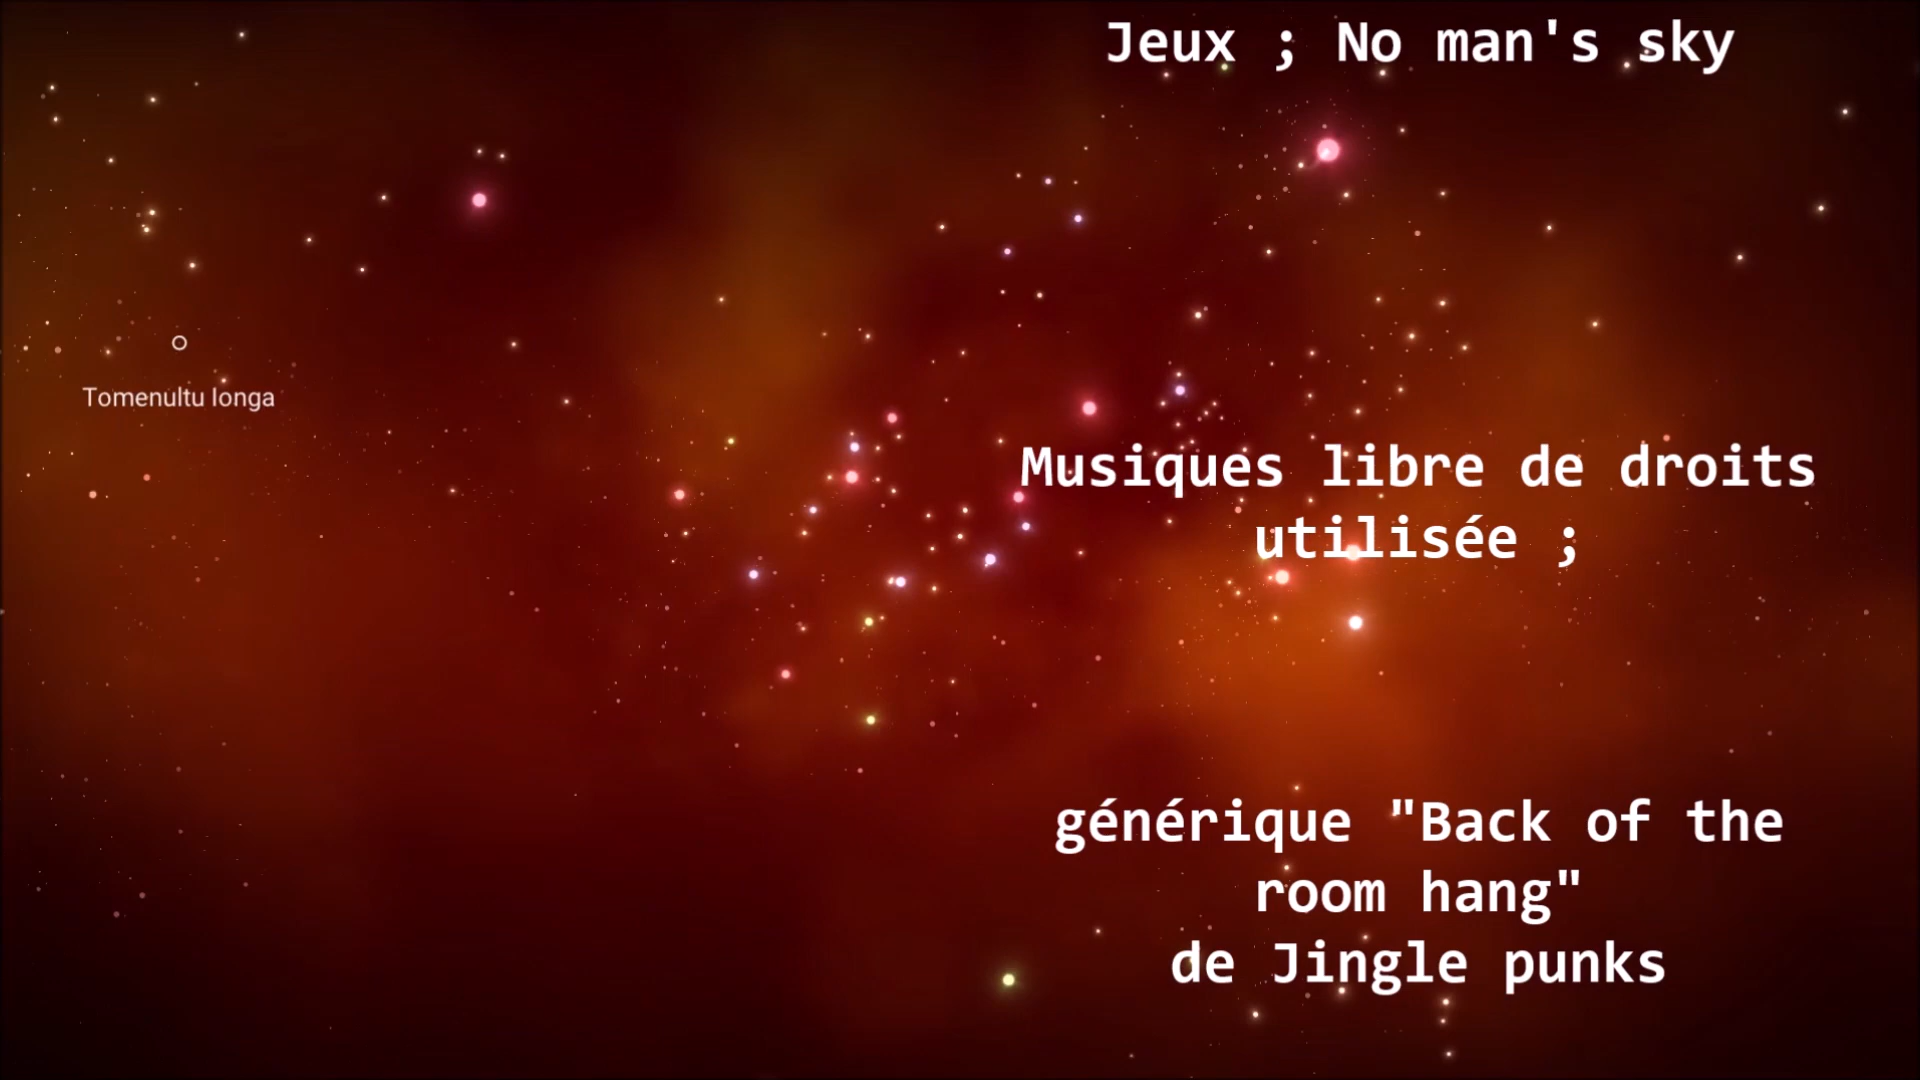 Jeux ; No man's sky
Tomenultu longa
Musiques libre de droits
utilisée ;
générique "Back of the
room hang"
de Jingle punks